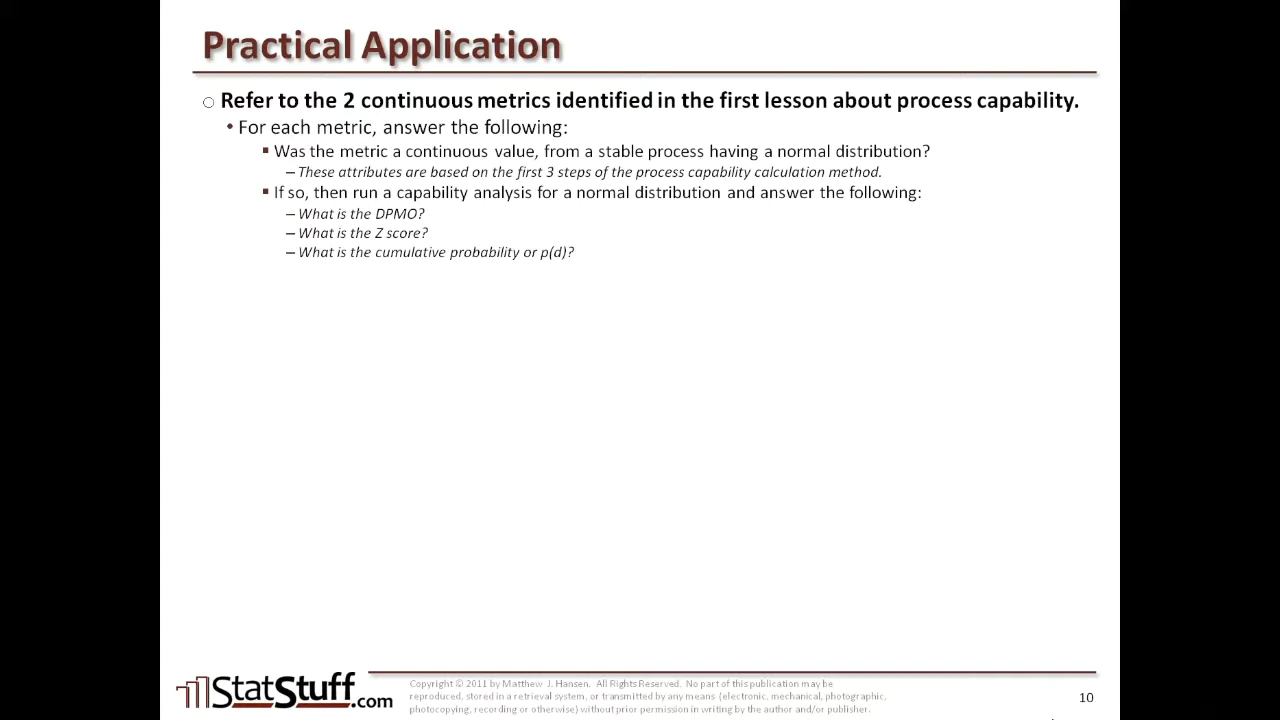 Practical Application
○ Refer to the 2 continuous metrics identified in the first lesson about process capability.
• For each metric, answer the following:
▪ Was the metric a continuous value, from a stable process having a normal distribution?
– These attributes are based on the first 3 steps of the process capability calculation method.
▪ If so, then run a capability analysis for a normal distribution and answer the following:
– What is the DPMO?
– What is the Z score?
– What is the cumulative probability or p(d)?
StatStuff.com
Copyright © 2011 by Matthew J. Hansen. All Rights Reserved. No part of this publication may be
reproduced, stored in a retrieval system, or transmitted by any means (electronic, mechanical, photographic,
photocopying, recording or otherwise) without prior permission in writing by the author and/or publisher.
10